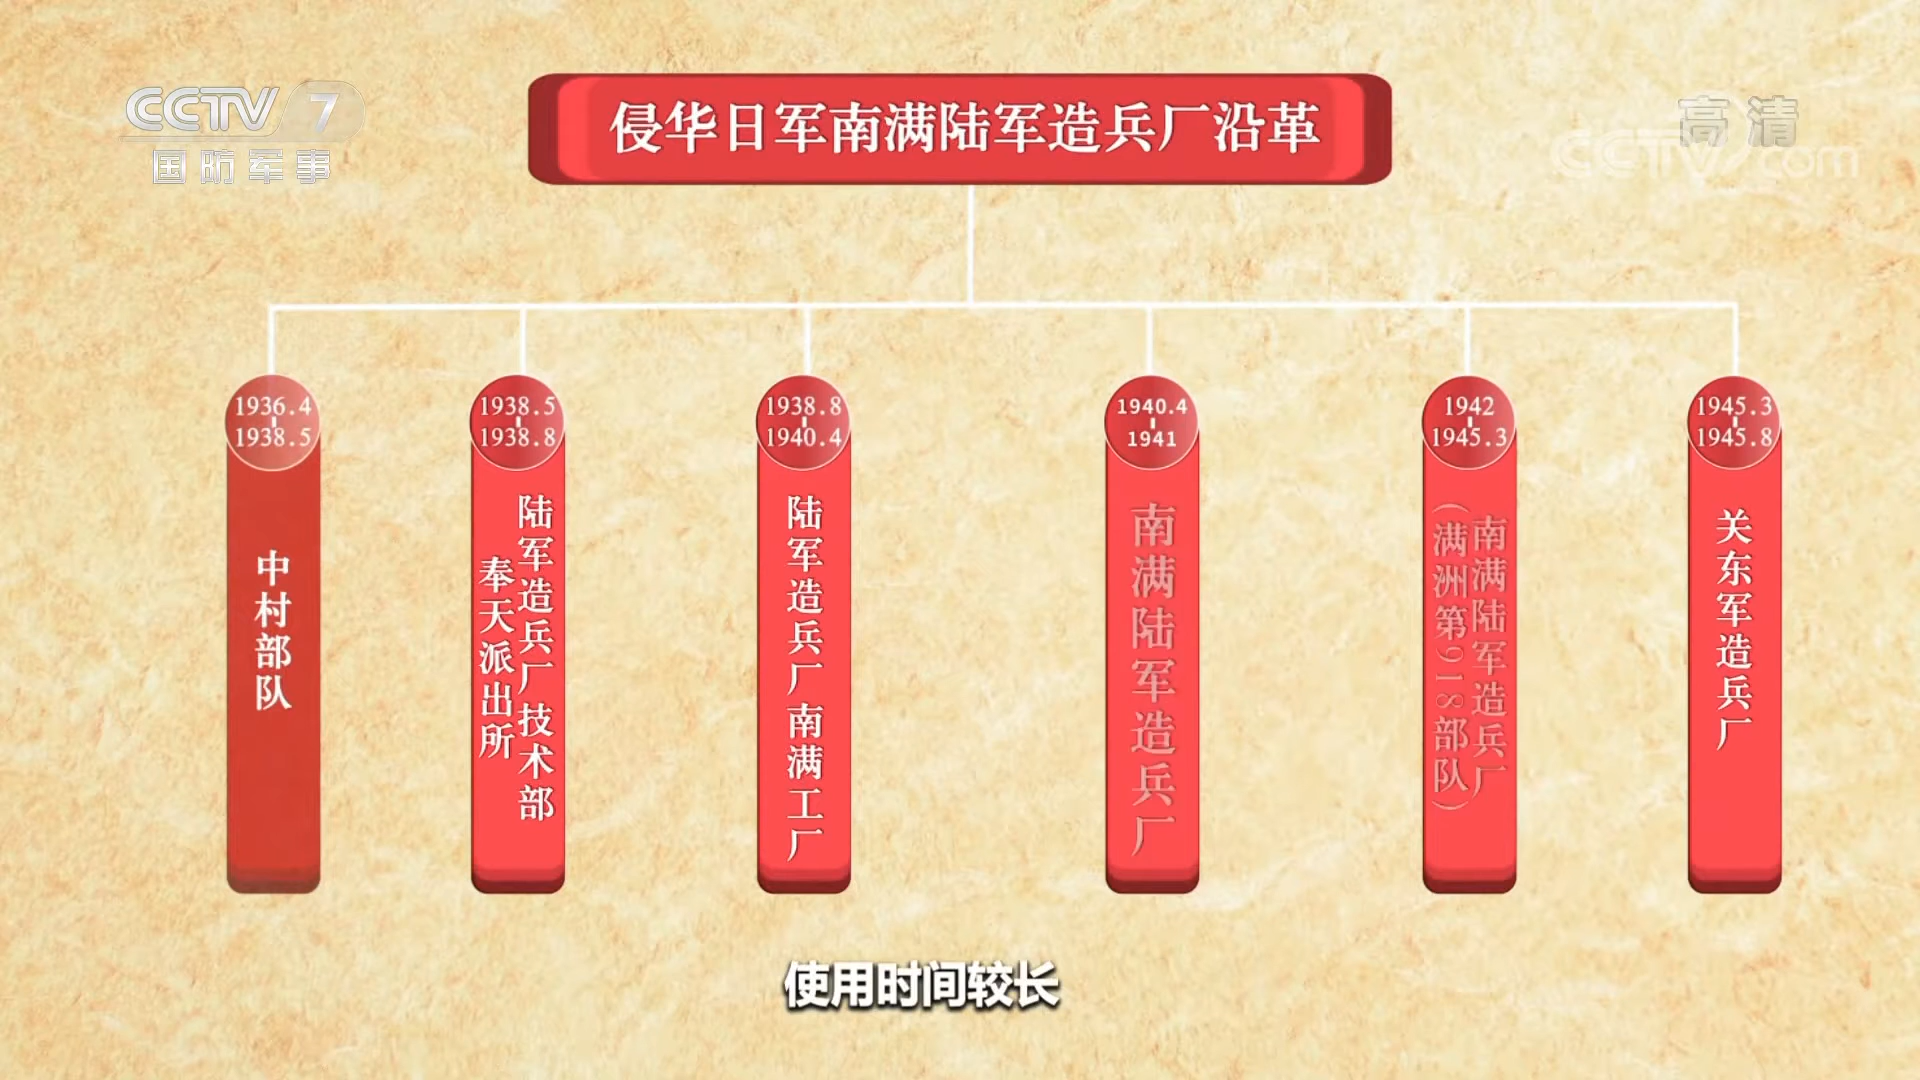 CCTV 7
国防军事
高清
CCTV.com
侵华日军南满陆军造兵厂沿革
1936.4
1938.5
中村部队
1938.5
1938.8
陆军造兵厂技术部
奉天派出所
1938.8
1940.4
陆军造兵厂南满工厂
1940.4
1941
南满陆军造兵厂
1942
1945.3
南满陆军造兵厂
(满洲第918部队)
1945.3
1945.8
关东军造兵厂
使用时间较长